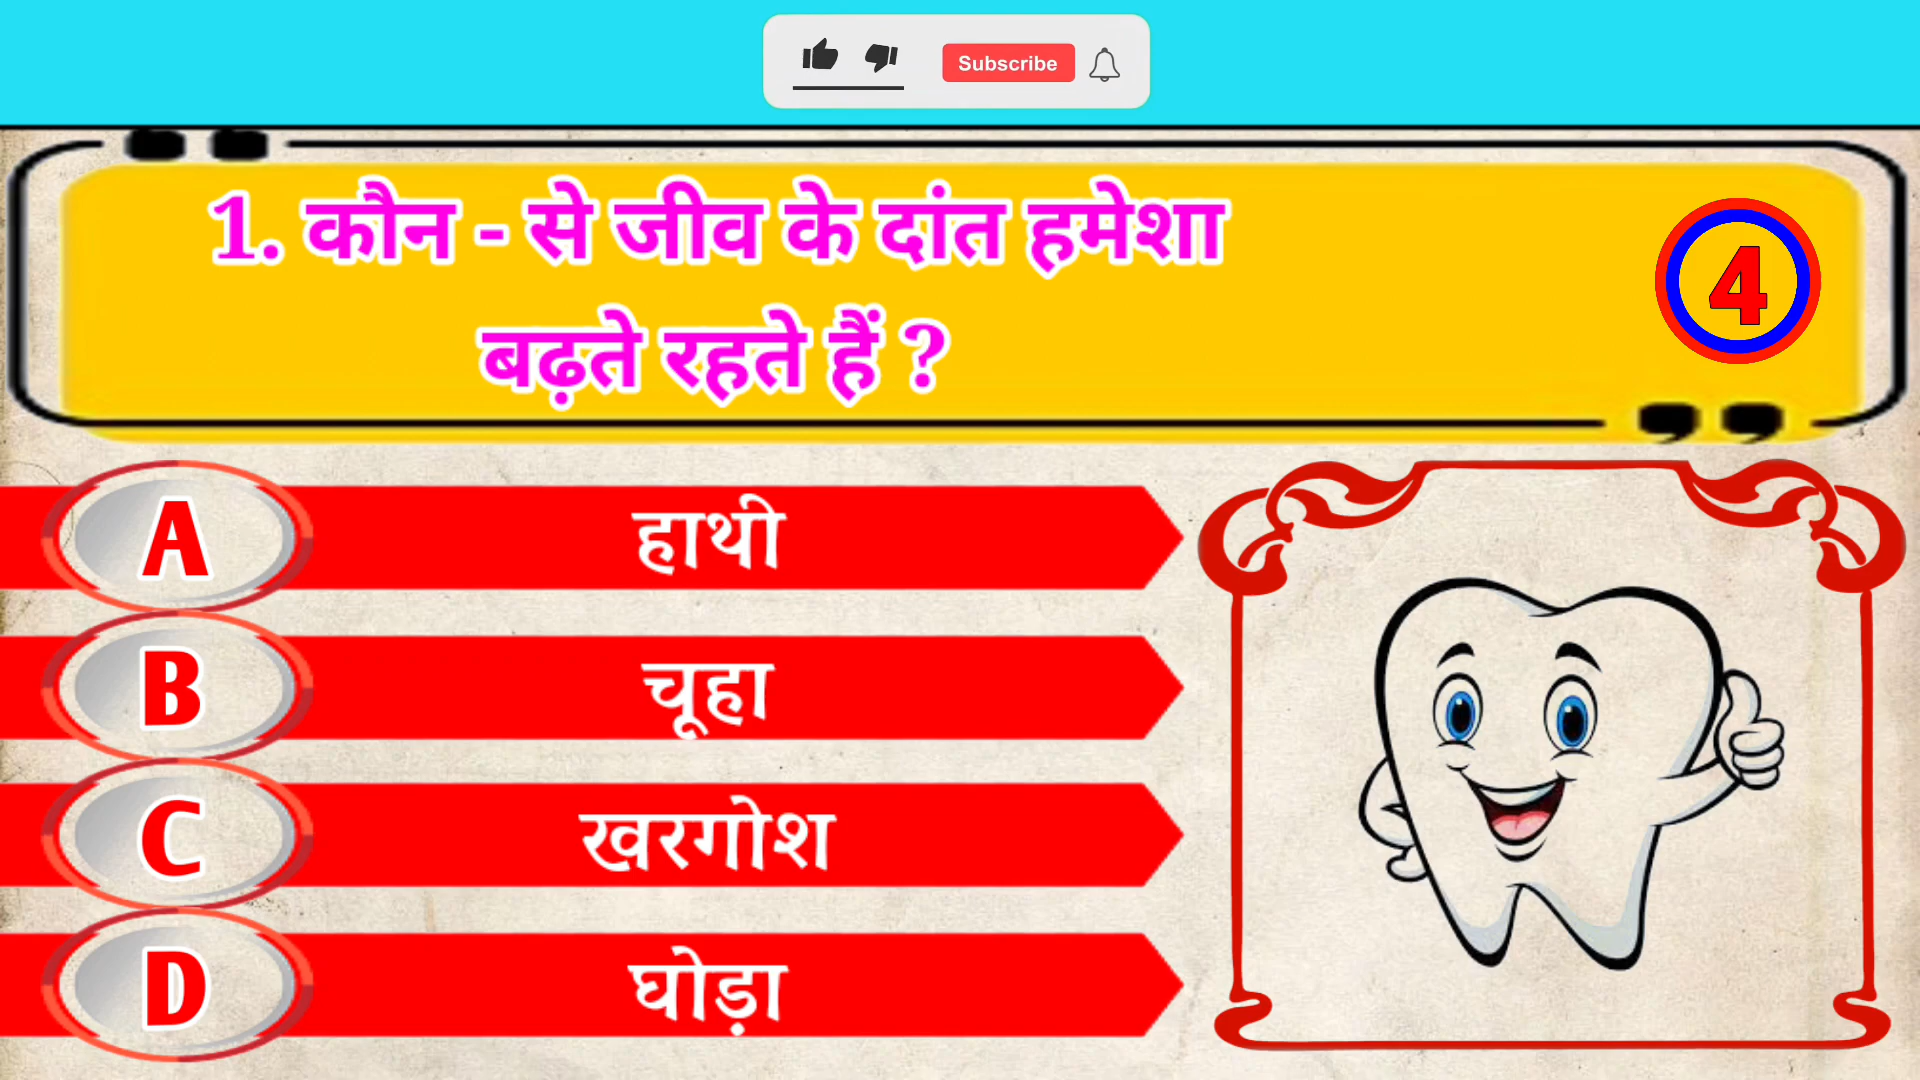 Subscribe
1. कौन - से जीव के दांत हमेशा
बढ़ते रहते हैं ?
4
A हाथी
B चूहा
C खरगोश
D घोड़ा